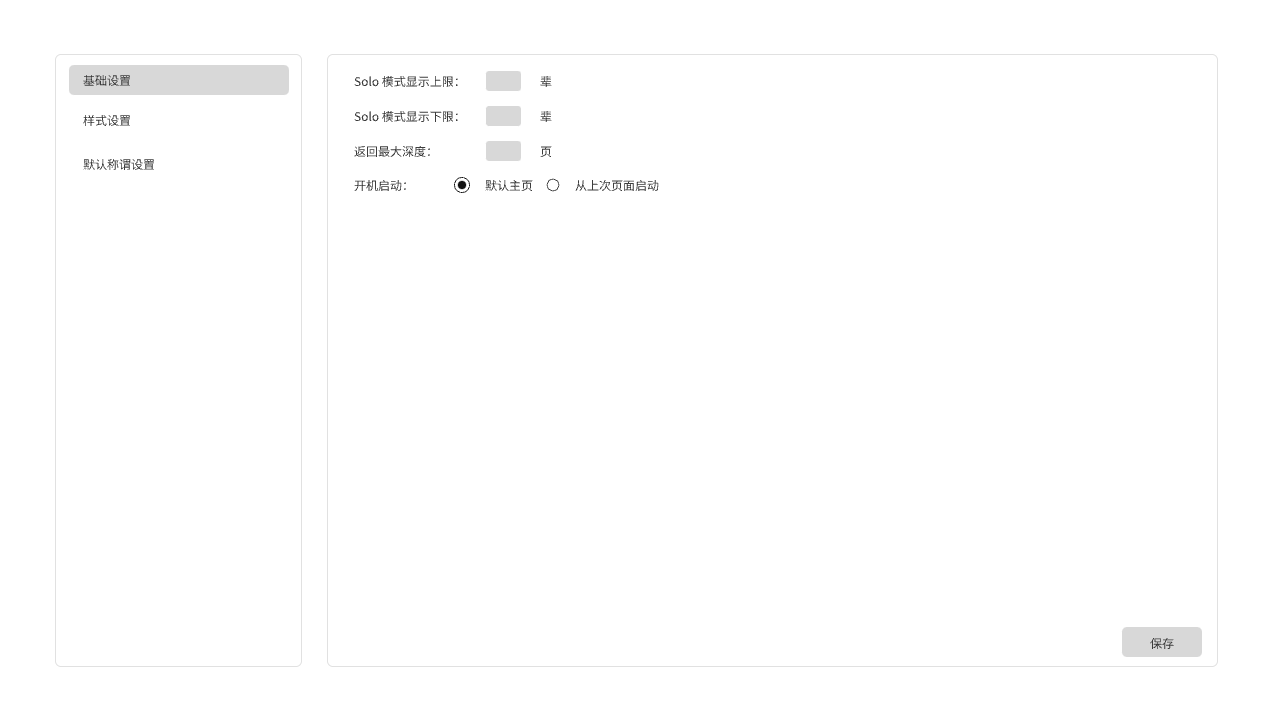 基础设置
样式设置
默认称谓设置
Solo 模式显示上限： 辈
Solo 模式显示下限： 辈
返回最大深度： 页
开机启动： 默认主页 从上次页面启动
保存